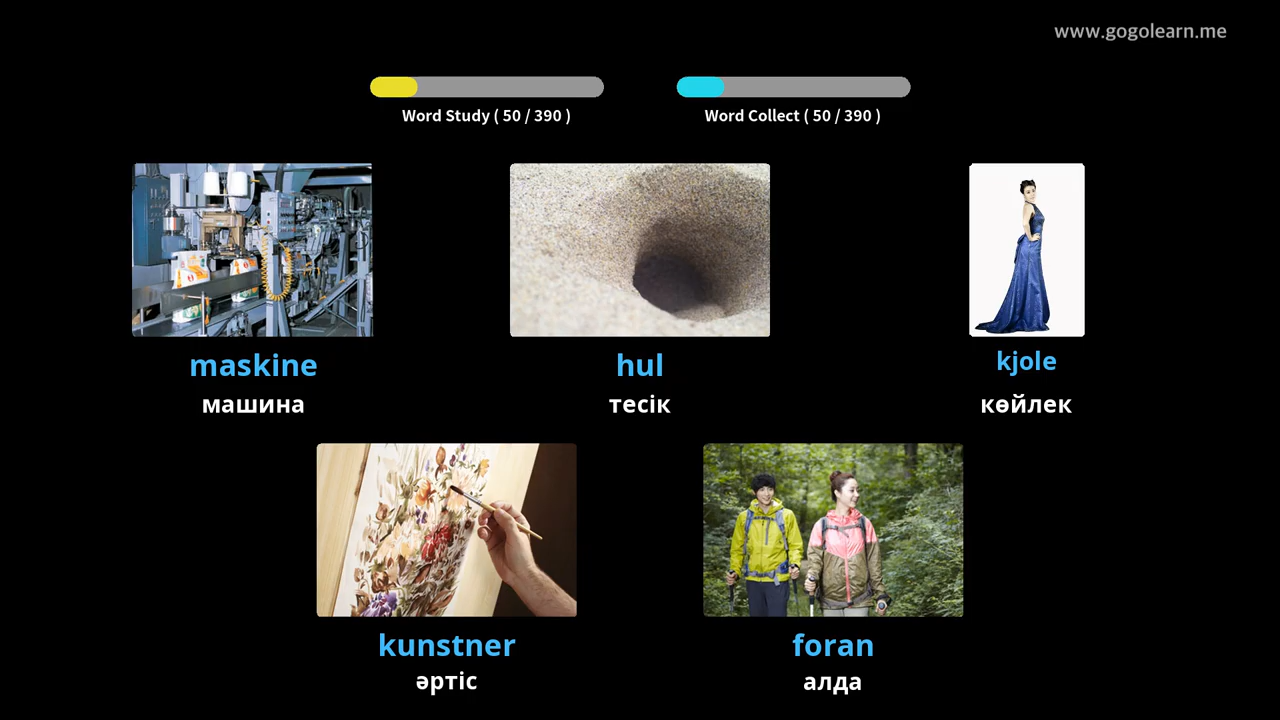 www.gogolearn.me
Word Study ( 50 / 390 )
Word Collect ( 50 / 390 )
maskine
машина
hul
тесік
kjole
көйлек
kunstner
әртіс
foran
алда